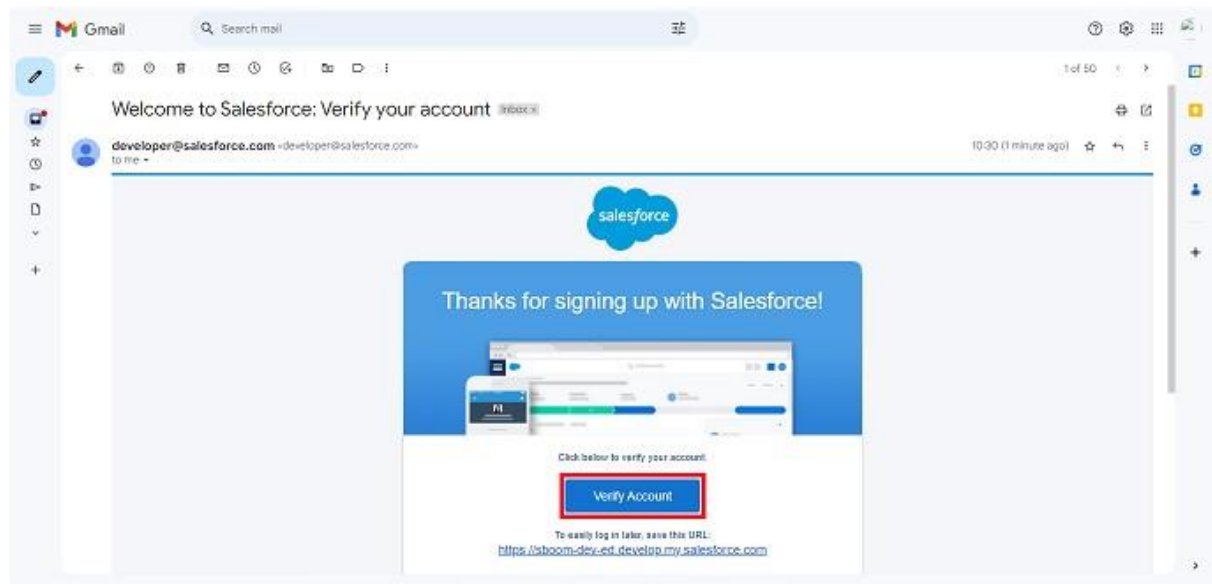 Gmail
Search mail
1 of 50
Welcome to Salesforce: Verify your account Inbox x
developer@salesforce.com <developer@salesforce.com>
10:30 (1 minute ago)
to me
salesforce
Thanks for signing up with Salesforce!
Click below to verify your account.
Verify Account
To easily log in later, save this URL:
https://sboom-dev-ed.develop.my.salesforce.com